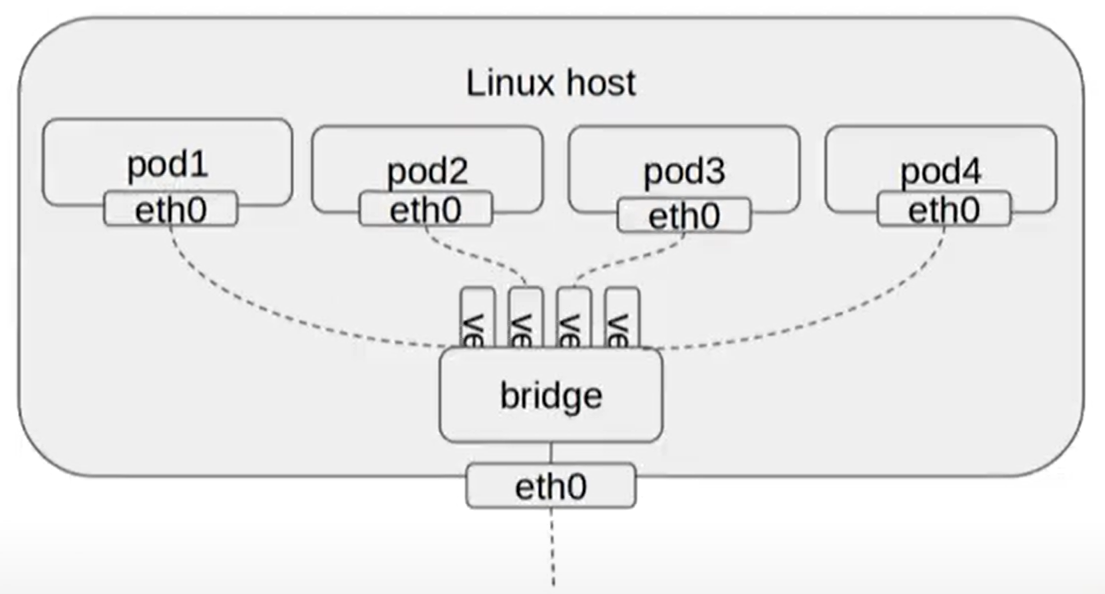 Linux host
pod1
pod2
pod3
pod4
eth0
eth0
eth0
eth0
ve
ve
ve
ve
bridge
eth0